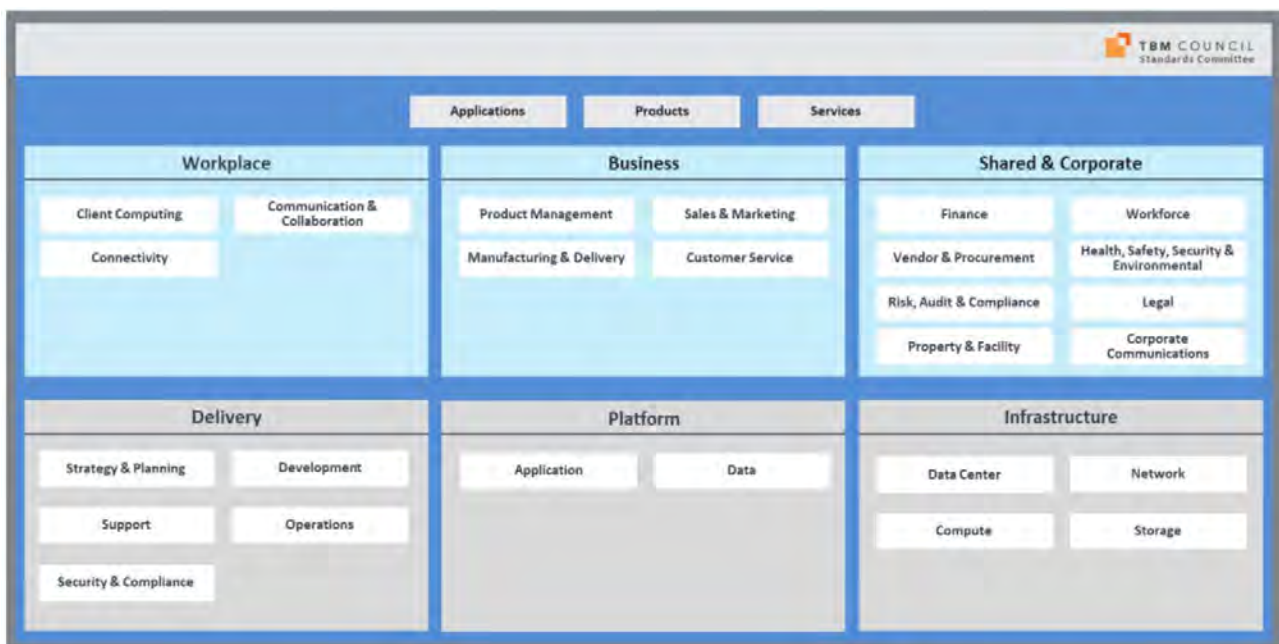 TBM COUNCIL
Standards Committee
Applications
Products
Services
Workplace
Client Computing
Communication &
Collaboration
Connectivity
Business
Product Management
Sales & Marketing
Manufacturing & Delivery
Customer Service
Shared & Corporate
Finance
Workforce
Vendor & Procurement
Health, Safety, Security &
Environmental
Risk, Audit & Compliance
Legal
Property & Facility
Corporate
Communications
Delivery
Strategy & Planning
Development
Support
Operations
Security & Compliance
Platform
Application
Data
Infrastructure
Data Center
Network
Compute
Storage